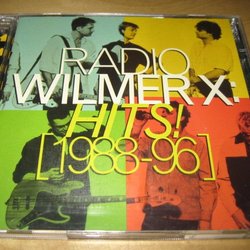 RADIO
WILMER X:
HITS!
[1988-96]